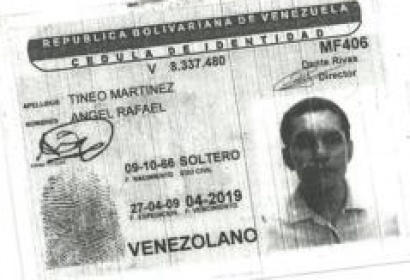 REPUBLICA BOLIVARIANA DE VENEZUELA
CEDULA DE IDENTIDAD
V 8.337.480
MF406
Dante Rivas
Director
APELLIDOS TINEO MARTINEZ
NOMBRES ANGEL RAFAEL
09-10-66 SOLTERO
F. NACIMIENTO EDO CIVIL
27-04-09 04-2019
F. EXPEDICION F. VENCIMIENTO
VENEZOLANO